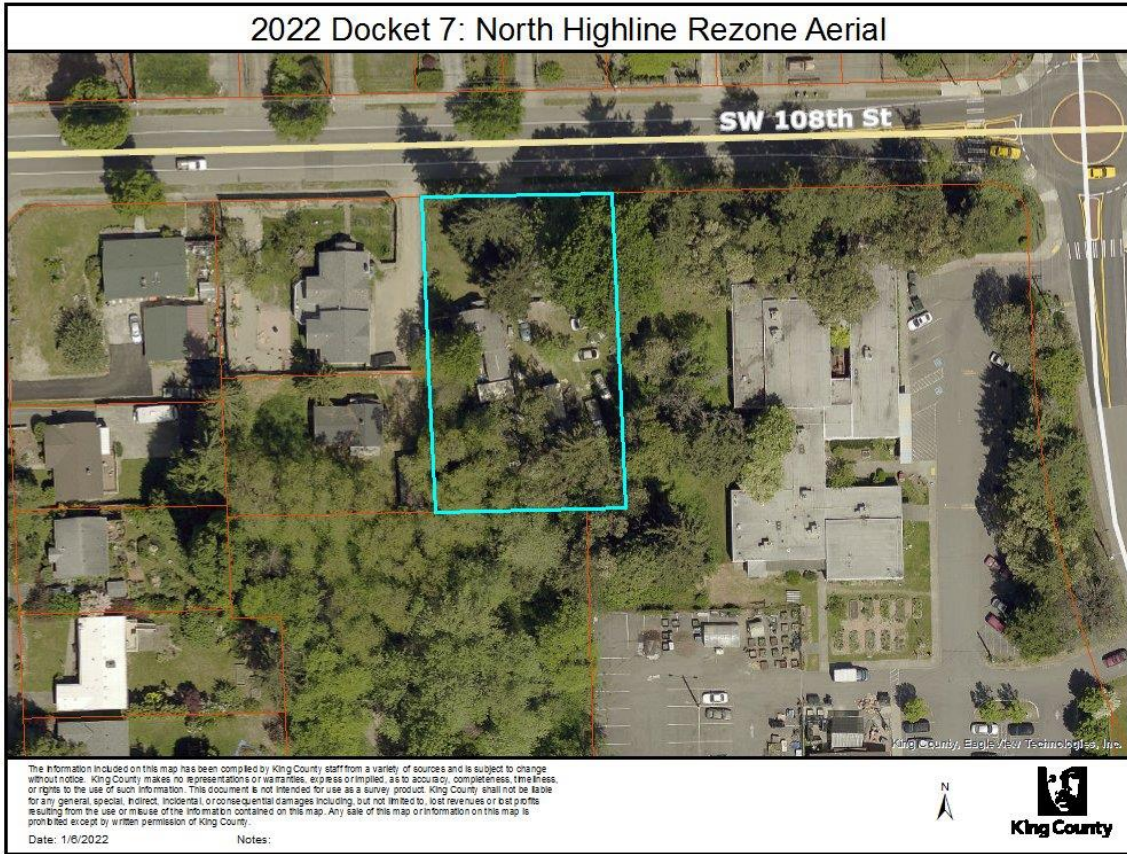 2022 Docket 7: North Highline Rezone Aerial
SW 108th St
King County, EagleView Technologies, Inc.
The information included on this map has been compiled by King County staff from a variety of sources and is subject to change
without notice. King County makes no representations or warranties, express or implied, as to accuracy, completeness, timeliness,
or rights to the use of such information. This document is not intended for use as a survey product. King County shall not be liable
for any general, special, indirect, incidental, or consequential damages including, but not limited to, lost revenues or lost profits
resulting from the use or misuse of the information contained on this map. Any sale of this map or information on this map is
prohibited except by written permission of King County.
Date: 1/6/2022 Notes:
N
King County